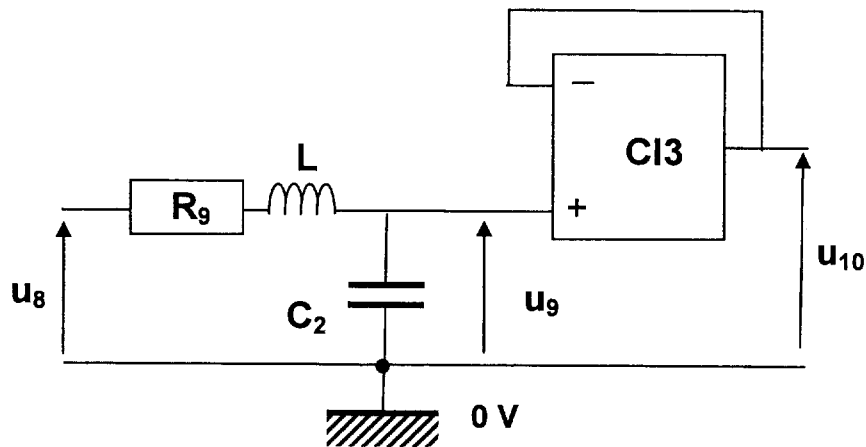 CI3
−
+
L
R₉
C₂
u₈
u₉
u₁₀
0 V